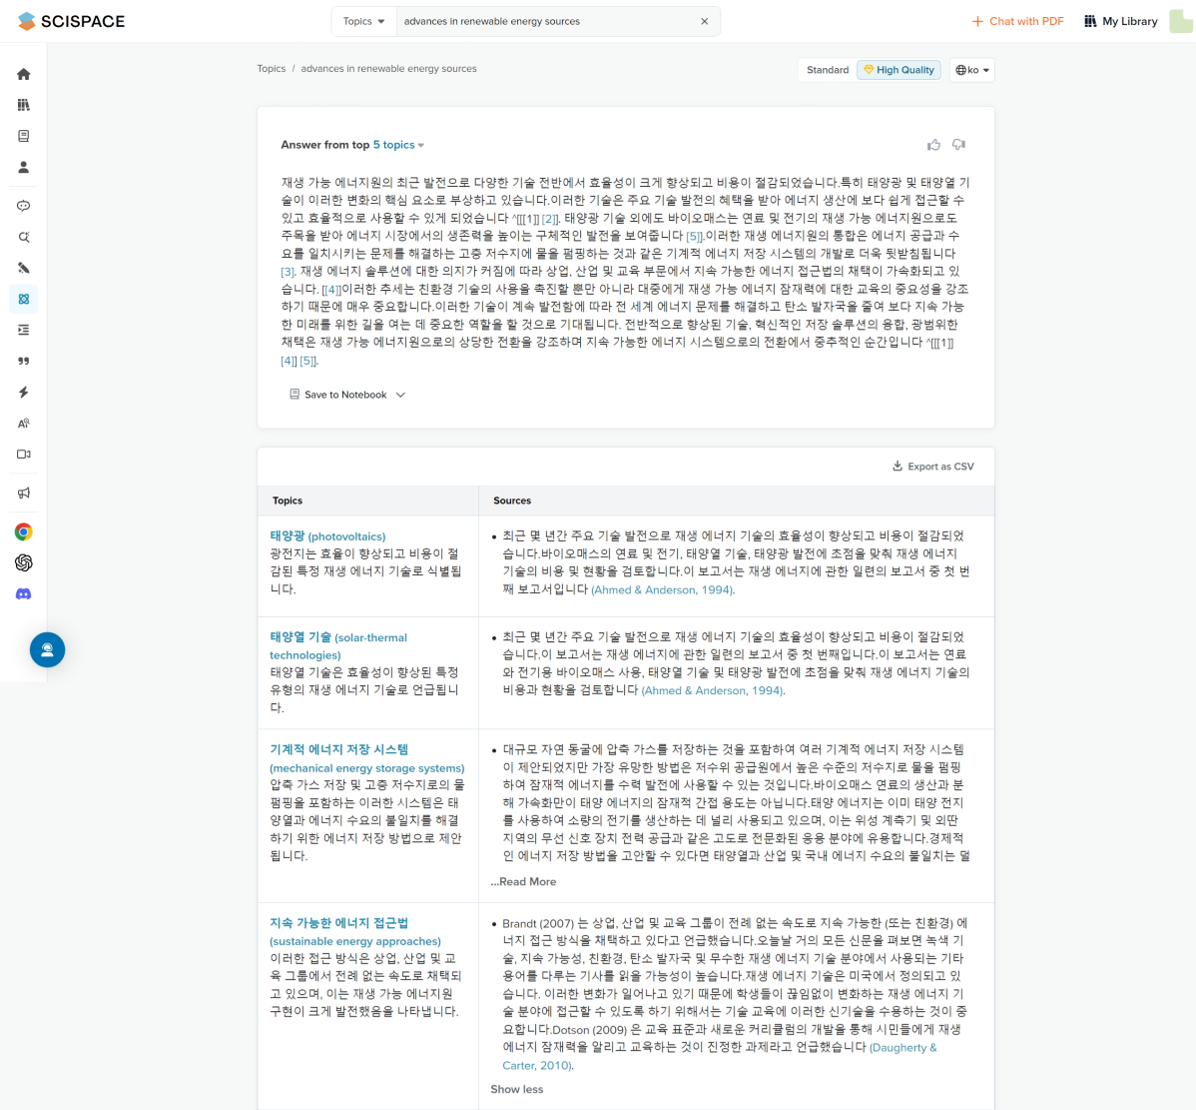 SCISPACE
Topics
advances in renewable energy sources
Chat with PDF
My Library
Topics / advances in renewable energy sources
Standard
High Quality
ko
Answer from top 5 topics
재생 가능 에너지원의 최근 발전으로 다양한 기술 전반에서 효율성이 크게 향상되고 비용이 절감되었습니다.특히 태양광 및 태양열 기
술이 이러한 변화의 핵심 요소로 부상하고 있습니다.이러한 기술은 주요 기술 발전의 혜택을 받아 에너지 생산에 보다 쉽게 접근할 수
있고 효율적으로 사용할 수 있게 되었습니다 ^[[[1]] [2]]. 태양광 기술 외에도 바이오매스는 연료 및 전기의 재생 가능 에너지원으로도
주목을 받아 에너지 시장에서의 생존력을 높이는 구체적인 발전을 보여줍니다 [5]].이러한 재생 에너지원의 통합은 에너지 공급과 수
요를 일치시키는 문제를 해결하는 고층 저수지에 물을 펌핑하는 것과 같은 기계적 에너지 저장 시스템의 개발로 더욱 뒷받침됩니다
[3]. 재생 에너지 솔루션에 대한 의지가 커짐에 따라 상업, 산업 및 교육 부문에서 지속 가능한 에너지 접근법의 채택이 가속화되고 있
습니다. [[4]]이러한 추세는 친환경 기술의 사용을 촉진할 뿐만 아니라 대중에게 재생 가능 에너지 잠재력에 대한 교육의 중요성을 강조
하기 때문에 매우 중요합니다.이러한 기술이 계속 발전함에 따라 전 세계 에너지 문제를 해결하고 탄소 발자국을 줄여 보다 지속 가능
한 미래를 위한 길을 여는 데 중요한 역할을 할 것으로 기대됩니다. 전반적으로 향상된 기술, 혁신적인 저장 솔루션의 융합, 광범위한
채택은 재생 가능 에너지원으로의 상당한 전환을 강조하며 지속 가능한 에너지 시스템으로의 전환에서 중추적인 순간입니다 ^[[[1]]
[4]] [5]].
Save to Notebook
Export as CSV
Topics
Sources
태양광 (photovoltaics)
광전지는 효율이 향상되고 비용이 절
감된 특정 재생 에너지 기술로 식별됩
니다.
• 최근 몇 년간 주요 기술 발전으로 재생 에너지 기술의 효율성이 향상되고 비용이 절감되었
습니다.바이오매스의 연료 및 전기, 태양열 기술, 태양광 발전에 초점을 맞춰 재생 에너지
기술의 비용 및 현황을 검토합니다.이 보고서는 재생 에너지에 관한 일련의 보고서 중 첫 번
째 보고서입니다 (Ahmed & Anderson, 1994).
태양열 기술 (solar-thermal
technologies)
태양열 기술은 효율성이 향상된 특정
유형의 재생 에너지 기술로 언급됩니
다.
• 최근 몇 년간 주요 기술 발전으로 재생 에너지 기술의 효율성이 향상되고 비용이 절감되었
습니다.이 보고서는 재생 에너지에 관한 일련의 보고서 중 첫 번째입니다.이 보고서는 연료
와 전기용 바이오매스 사용, 태양열 기술 및 태양광 발전에 초점을 맞춰 재생 에너지 기술의
비용과 현황을 검토합니다 (Ahmed & Anderson, 1994).
기계적 에너지 저장 시스템
(mechanical energy storage systems)
압축 가스 저장 및 고층 저수지로의 물
펌핑을 포함하는 이러한 시스템은 태
양열과 에너지 수요의 불일치를 해결
하기 위한 에너지 저장 방법으로 제안
됩니다.
• 대규모 자연 동굴에 압축 가스를 저장하는 것을 포함하여 여러 기계적 에너지 저장 시스템
이 제안되었지만 가장 유망한 방법은 저수위 공급원에서 높은 수준의 저수지로 물을 펌핑
하여 잠재적 에너지를 수력 발전에 사용할 수 있는 것입니다.바이오매스 연료의 생산과 분
해 가속화만이 태양 에너지의 잠재적 간접 용도는 아닙니다.태양 에너지는 이미 태양 전지
를 사용하여 소량의 전기를 생산하는 데 널리 사용되고 있으며, 이는 위성 계측기 및 외딴
지역의 무선 신호 장치 전력 공급과 같은 고도로 전문화된 응용 분야에 유용합니다.경제적
인 에너지 저장 방법을 고안할 수 있다면 태양열과 산업 및 국내 에너지 수요의 불일치는 덜
...Read More
지속 가능한 에너지 접근법
(sustainable energy approaches)
이러한 접근 방식은 상업, 산업 및 교
육 그룹에서 전례 없는 속도로 채택되
고 있으며, 이는 재생 가능 에너지원
구현이 크게 발전했음을 나타냅니다.
• Brandt (2007) 는 상업, 산업 및 교육 그룹이 전례 없는 속도로 지속 가능한 (또는 친환경) 에
너지 접근 방식을 채택하고 있다고 언급했습니다.오늘날 거의 모든 신문을 펴보면 녹색 기
술, 지속 가능성, 친환경, 탄소 발자국 및 무수한 재생 에너지 기술 분야에서 사용되는 기타
용어를 다루는 기사를 읽을 가능성이 높습니다.재생 에너지 기술은 미국에서 정의되고 있
습니다. 이러한 변화가 일어나고 있기 때문에 학생들이 끊임없이 변화하는 재생 에너지 기
술 분야에 접근할 수 있도록 하기 위해서는 기술 교육에 이러한 신기술을 수용하는 것이 중
요합니다.Dotson (2009) 은 교육 표준과 새로운 커리큘럼의 개발을 통해 시민들에게 재생
에너지 잠재력을 알리고 교육하는 것이 진정한 과제라고 언급했습니다 (Daugherty &
Carter, 2010).
Show less